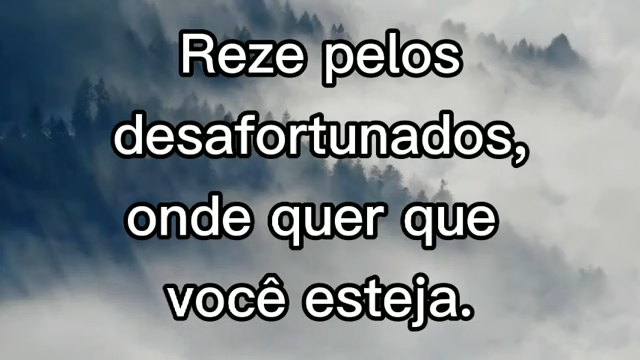 Reze pelos
desafortunados,
onde quer que
você esteja.